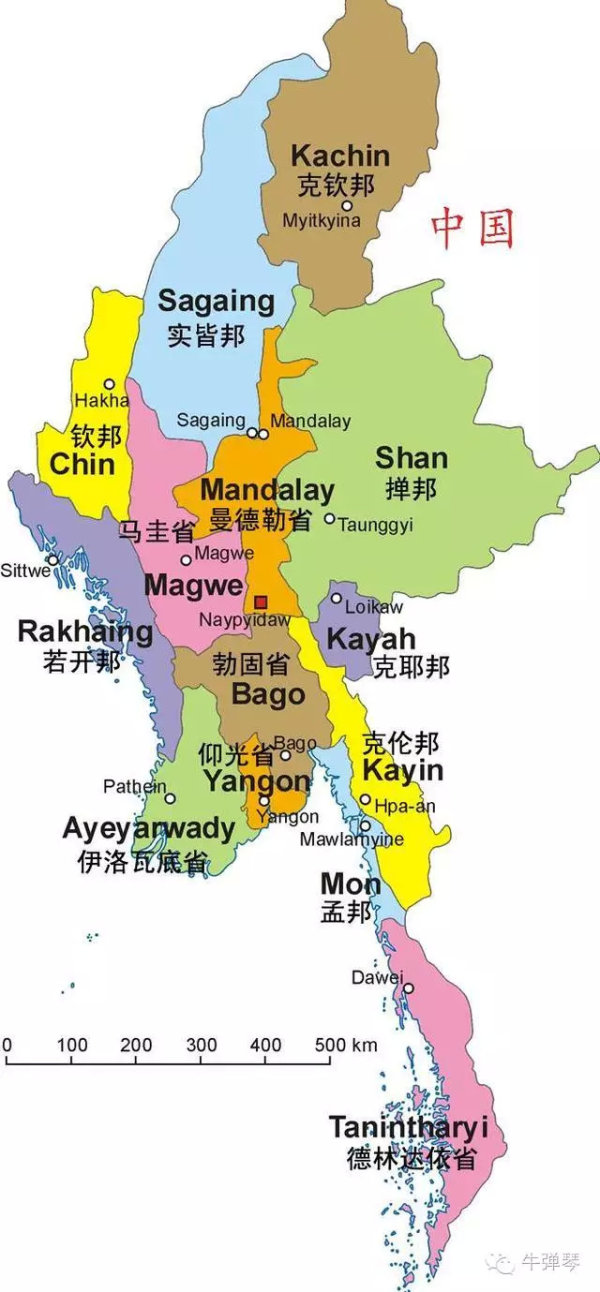 Kachin
克钦邦
Myitkyina
中国
Sagaing
实皆邦
Hakha
钦邦
Chin
Sagaing
Mandalay
Shan
掸邦
Mandalay
曼德勒省
Taunggyi
马圭省
Magwe
Magwe
Sittwe
Naypyidaw
Loikaw
Rakhaing
若开邦
Kayah
克耶邦
勃固省
Bago
Bago
克伦邦
Kayin
仰光省
Yangon
Yangon
Pathein
Hpa-an
Ayeyarwady
伊洛瓦底省
Mawlamyine
Mon
孟邦
Dawei
0 100 200 300 400 500 km
Tanintharyi
德林达依省
牛弹琴